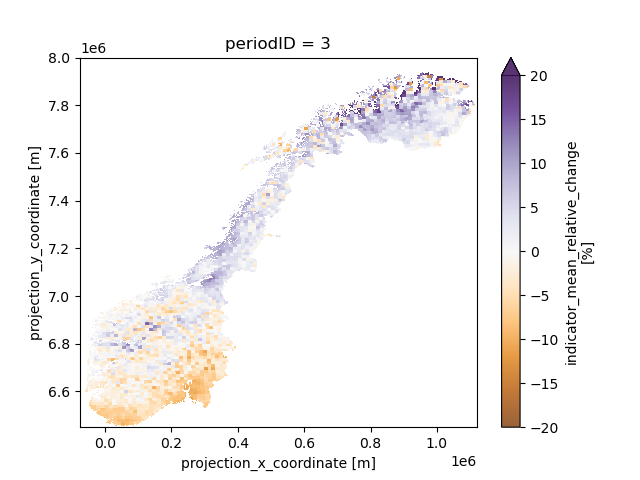 periodID = 3
1e6
8.0
7.8
7.6
7.4
7.2
7.0
6.8
6.6
projection_y_coordinate [m]
0.0 0.2 0.4 0.6 0.8 1.0
1e6
projection_x_coordinate [m]
20
15
10
5
0
−5
−10
−15
−20
indicator_mean_relative_change
[%]